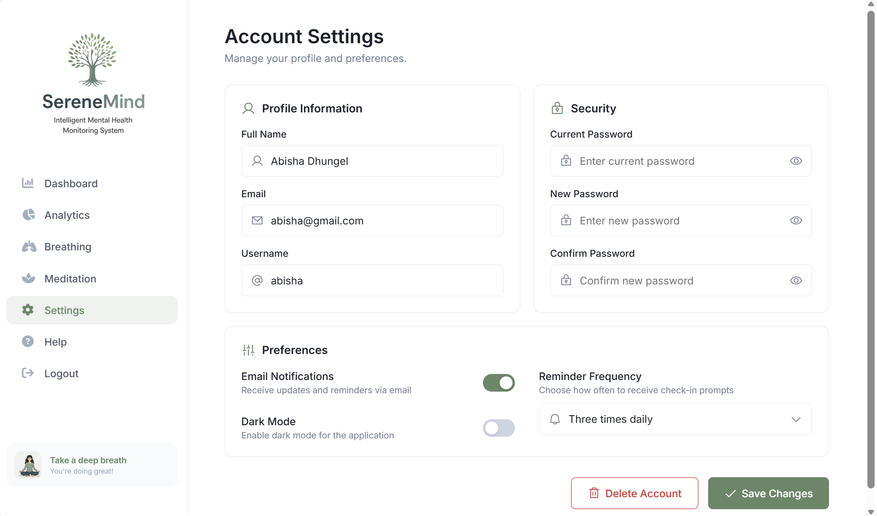 SereneMind
Intelligent Mental Health
Monitoring System
Dashboard
Analytics
Breathing
Meditation
Settings
Help
Logout
Take a deep breath
You're doing great!
Account Settings
Manage your profile and preferences.
Profile Information
Full Name
Abisha Dhungel
Email
abisha@gmail.com
Username
@ abisha
Security
Current Password
Enter current password
New Password
Enter new password
Confirm Password
Confirm new password
Preferences
Email Notifications
Receive updates and reminders via email
Dark Mode
Enable dark mode for the application
Reminder Frequency
Choose how often to receive check-in prompts
Three times daily
Delete Account
Save Changes